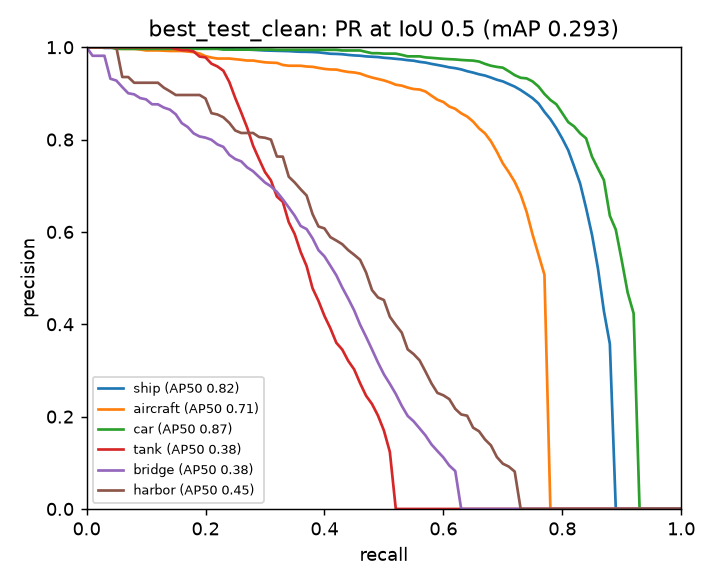 best_test_clean: PR at IoU 0.5 (mAP 0.293)
precision
1.0
0.8
0.6
0.4
0.2
0.0
ship (AP50 0.82)
aircraft (AP50 0.71)
car (AP50 0.87)
tank (AP50 0.38)
bridge (AP50 0.38)
harbor (AP50 0.45)
0.0 0.2 0.4 0.6 0.8 1.0
recall